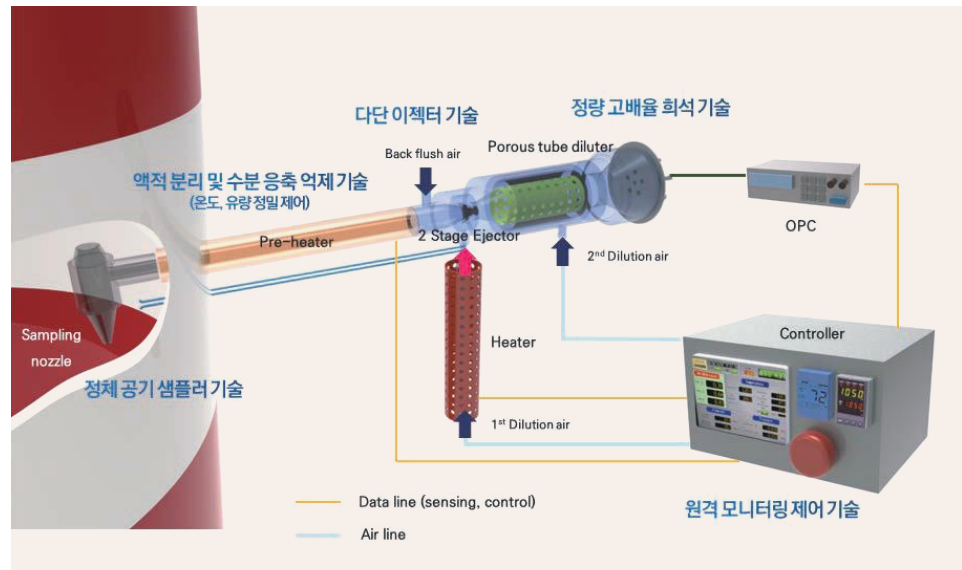 다단 이젝터 기술
정량 고배율 희석 기술
Back flush air
Porous tube diluter
액적 분리 및 수분 응축 억제 기술
(온도, 유량 정밀 제어)
Pre-heater
2 Stage Ejector
OPC
2nd Dilution air
Sampling
nozzle
Heater
Controller
정체 공기 샘플러 기술
72
1050
1st Dilution air
Data line (sensing, control)
원격 모니터링 제어 기술
Air line